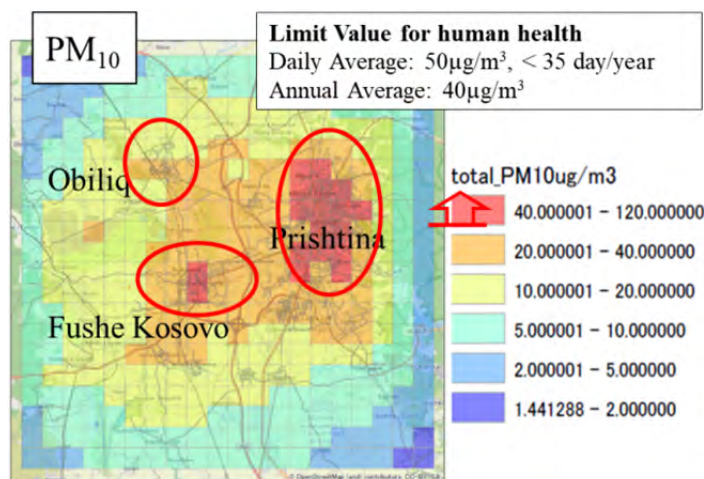 PM10
Limit Value for human health
Daily Average: 50µg/m³, < 35 day/year
Annual Average: 40µg/m³
Obiliq
Prishtina
Fushe Kosovo
total_PM10ug/m3
40.000001 - 120.000000
20.000001 - 40.000000
10.000001 - 20.000000
5.000001 - 10.000000
2.000001 - 5.000000
1.441288 - 2.000000